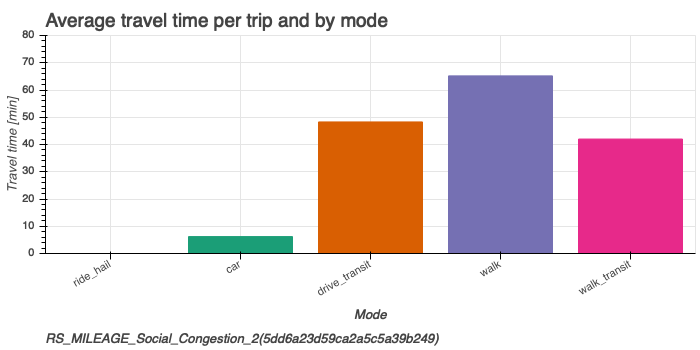 Average travel time per trip and by mode
80
70
60
50
40
30
20
10
0
Travel time [min]
ride_hail
car
drive_transit
walk
walk_transit
Mode
RS_MILEAGE_Social_Congestion_2(5dd6a23d59ca2a5c5a39b249)